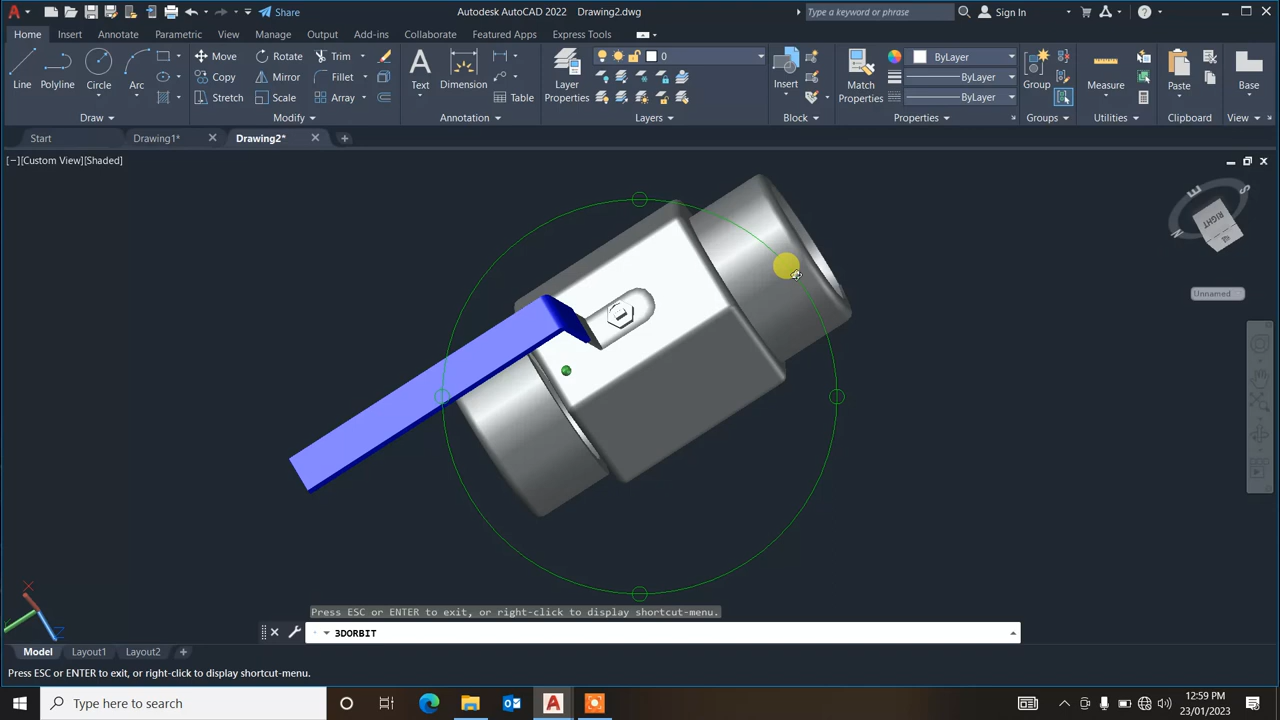 Share
Autodesk AutoCAD 2022 Drawing2.dwg
Type a keyword or phrase
Sign In
Home Insert Annotate Parametric View Manage Output Add-ins Collaborate Featured Apps Express Tools
Line
Polyline
Circle
Arc
Draw
Move Rotate Trim
Copy Mirror Fillet
Stretch Scale Array
Modify
Text
Dimension
Table
Annotation
Layer
Properties
0
Layers
Insert
Block
Match
Properties
ByLayer
ByLayer
ByLayer
Properties
Group
Groups
Measure
Utilities
Paste
Clipboard
Base
View
Start Drawing1* Drawing2*
[−][Custom View][Shaded]
N E S
RIGHT
Unnamed
X
Z
Press ESC or ENTER to exit, or right-click to display shortcut-menu.
3DORBIT
Model Layout1 Layout2
Press ESC or ENTER to exit, or right-click to display shortcut-menu.
Type here to search
12:59 PM
23/01/2023